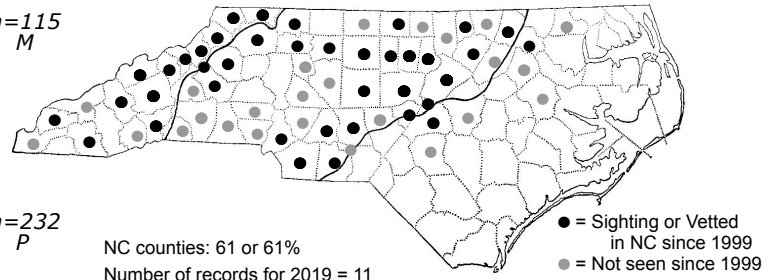 n=115
M
n=232
P
NC counties: 61 or 61%
Number of records for 2019 = 11
● = Sighting or Vetted
in NC since 1999
● = Not seen since 1999